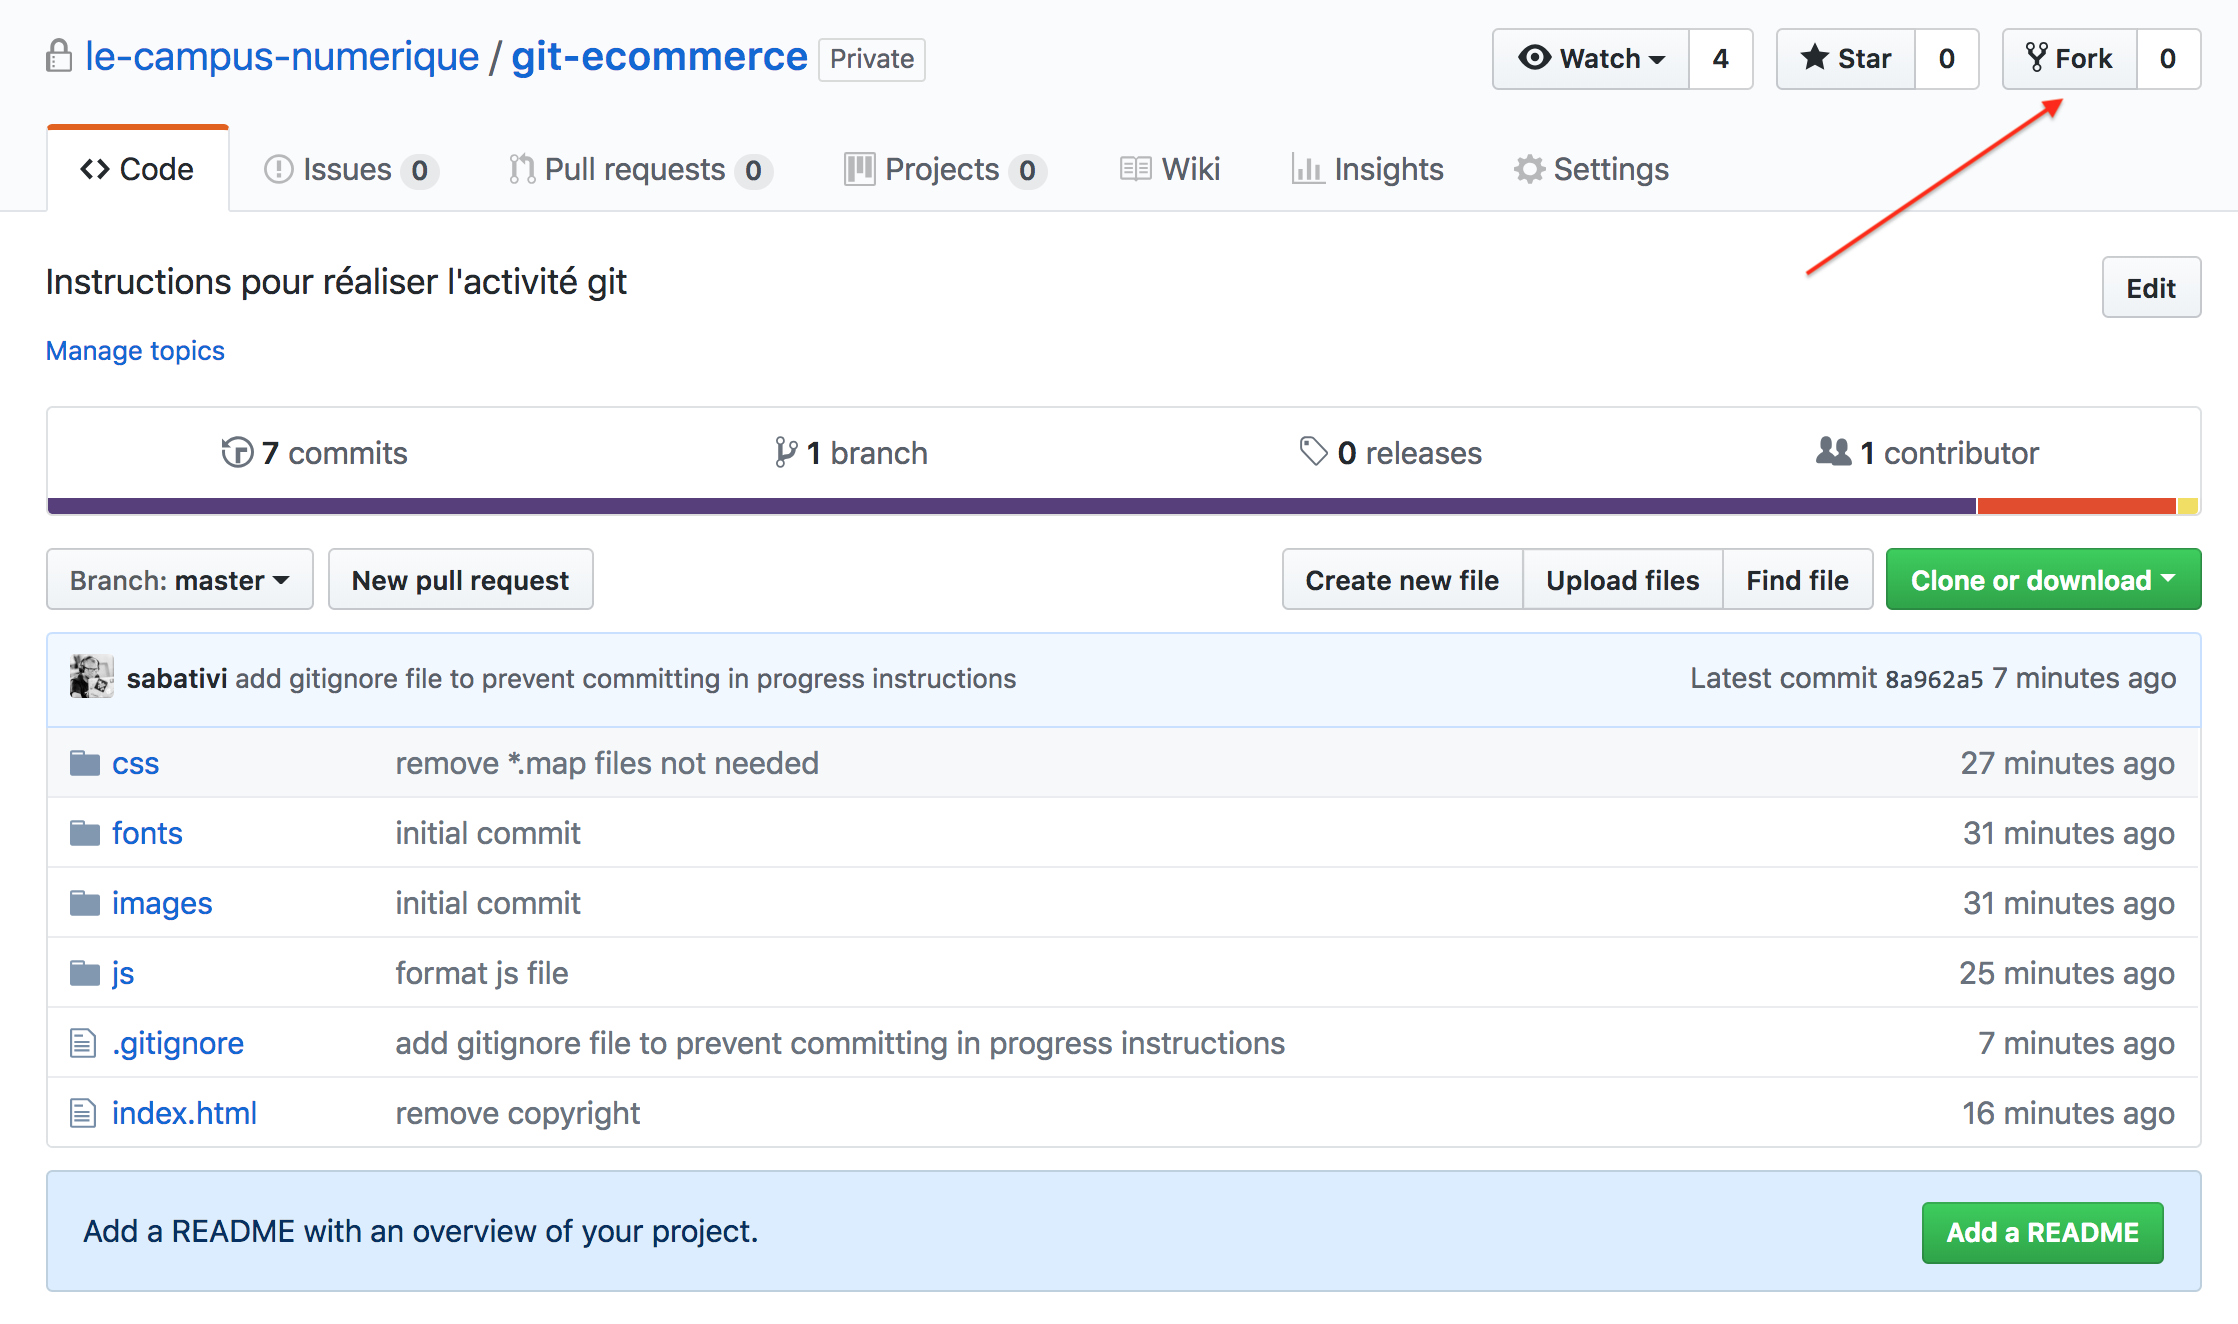 le-campus-numerique / git-ecommerce Private Watch 4 Star 0 Fork 0
Code Issues 0 Pull requests 0 Projects 0 Wiki Insights Settings
Instructions pour réaliser l'activité git Edit
Manage topics
7 commits 1 branch 0 releases 1 contributor
Branch: master New pull request Create new file Upload files Find file Clone or download
sabativi add gitignore file to prevent committing in progress instructions Latest commit 8a962a5 7 minutes ago
css remove *.map files not needed 27 minutes ago
fonts initial commit 31 minutes ago
images initial commit 31 minutes ago
js format js file 25 minutes ago
.gitignore add gitignore file to prevent committing in progress instructions 7 minutes ago
index.html remove copyright 16 minutes ago
Add a README with an overview of your project. Add a README